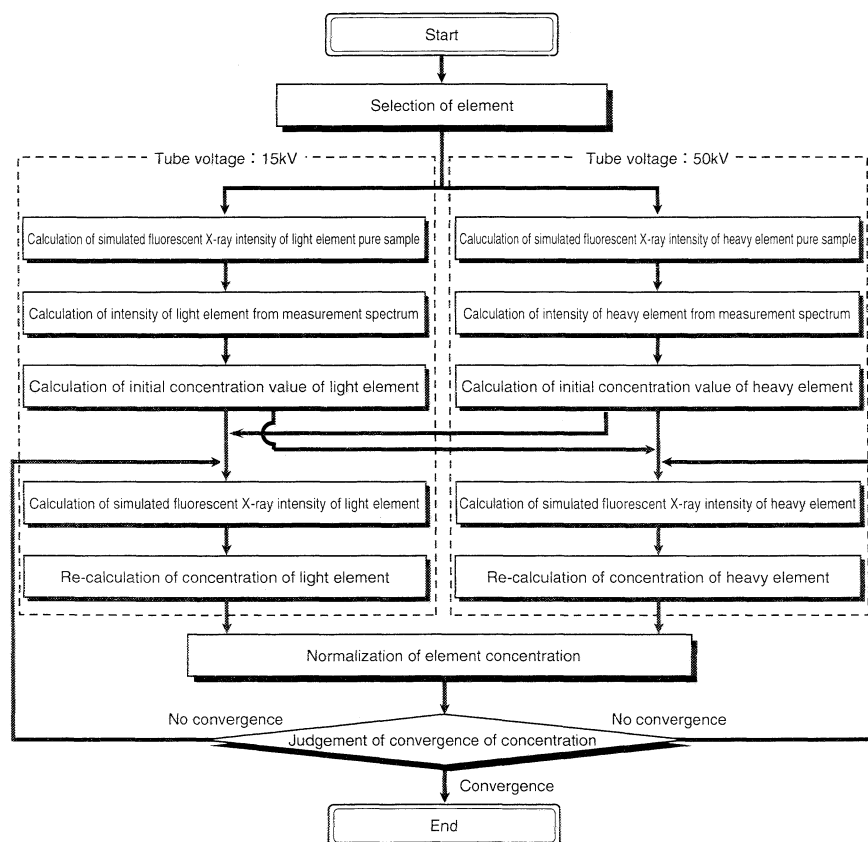 Start
Selection of element
Tube voltage : 15kV
Tube voltage : 50kV
Calculation of simulated fluorescent X-ray intensity of light element pure sample
Caluculation of simulated fluorescent X-ray intensity of heavy element pure sample
Calculation of intensity of light element from measurement spectrum
Calculation of intensity of heavy element from measurement spectrum
Calculation of initial concentration value of light element
Calculation of initial concentration value of heavy element
Calculation of simulated fluorescent X-ray intensity of light element
Calculation of simulated fluorescent X-ray intensity of heavy element
Re-calculation of concentration of light element
Re-calculation of concentration of heavy element
Normalization of element concentration
No convergence
No convergence
Judgement of convergence of concentration
Convergence
End